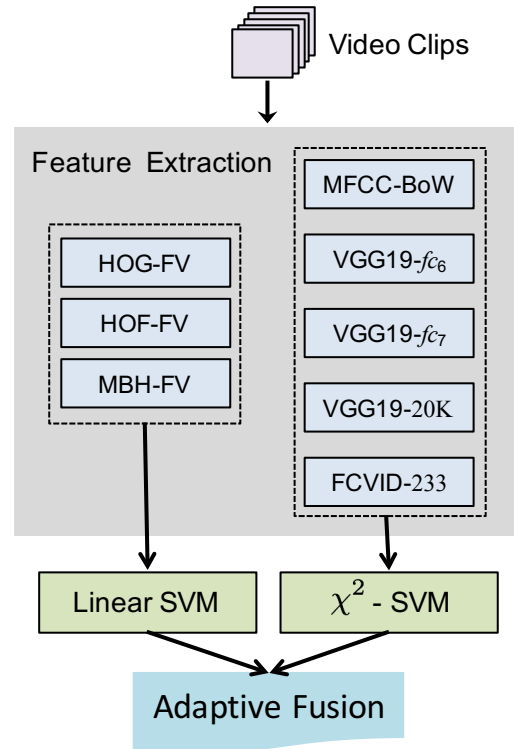 Video Clips
Feature Extraction
HOG-FV
HOF-FV
MBH-FV
MFCC-BoW
VGG19-fc₆
VGG19-fc₇
VGG19-20K
FCVID-233
Linear SVM
χ² - SVM
Adaptive Fusion